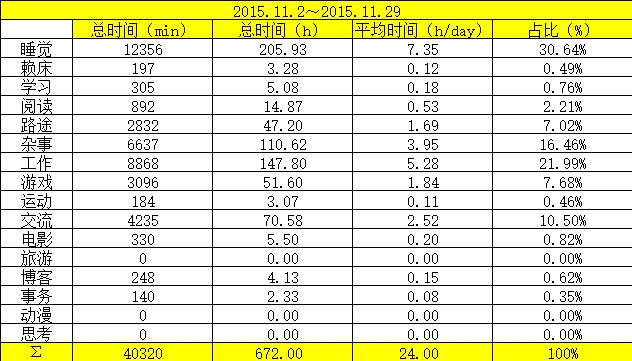 2015.11.2～2015.11.29
总时间（min） 总时间（h） 平均时间（h/day） 占比（%）
睡觉 12356 205.93 7.35 30.64%
赖床 197 3.28 0.12 0.49%
学习 305 5.08 0.18 0.76%
阅读 892 14.87 0.53 2.21%
路途 2832 47.20 1.69 7.02%
杂事 6637 110.62 3.95 16.46%
工作 8868 147.80 5.28 21.99%
游戏 3096 51.60 1.84 7.68%
运动 184 3.07 0.11 0.46%
交流 4235 70.58 2.52 10.50%
电影 330 5.50 0.20 0.82%
旅游 0 0.00 0.00 0.00%
博客 248 4.13 0.15 0.62%
事务 140 2.33 0.08 0.35%
动漫 0 0.00 0.00 0.00%
思考 0 0.00 0.00 0.00%
Σ 40320 672.00 24.00 100%